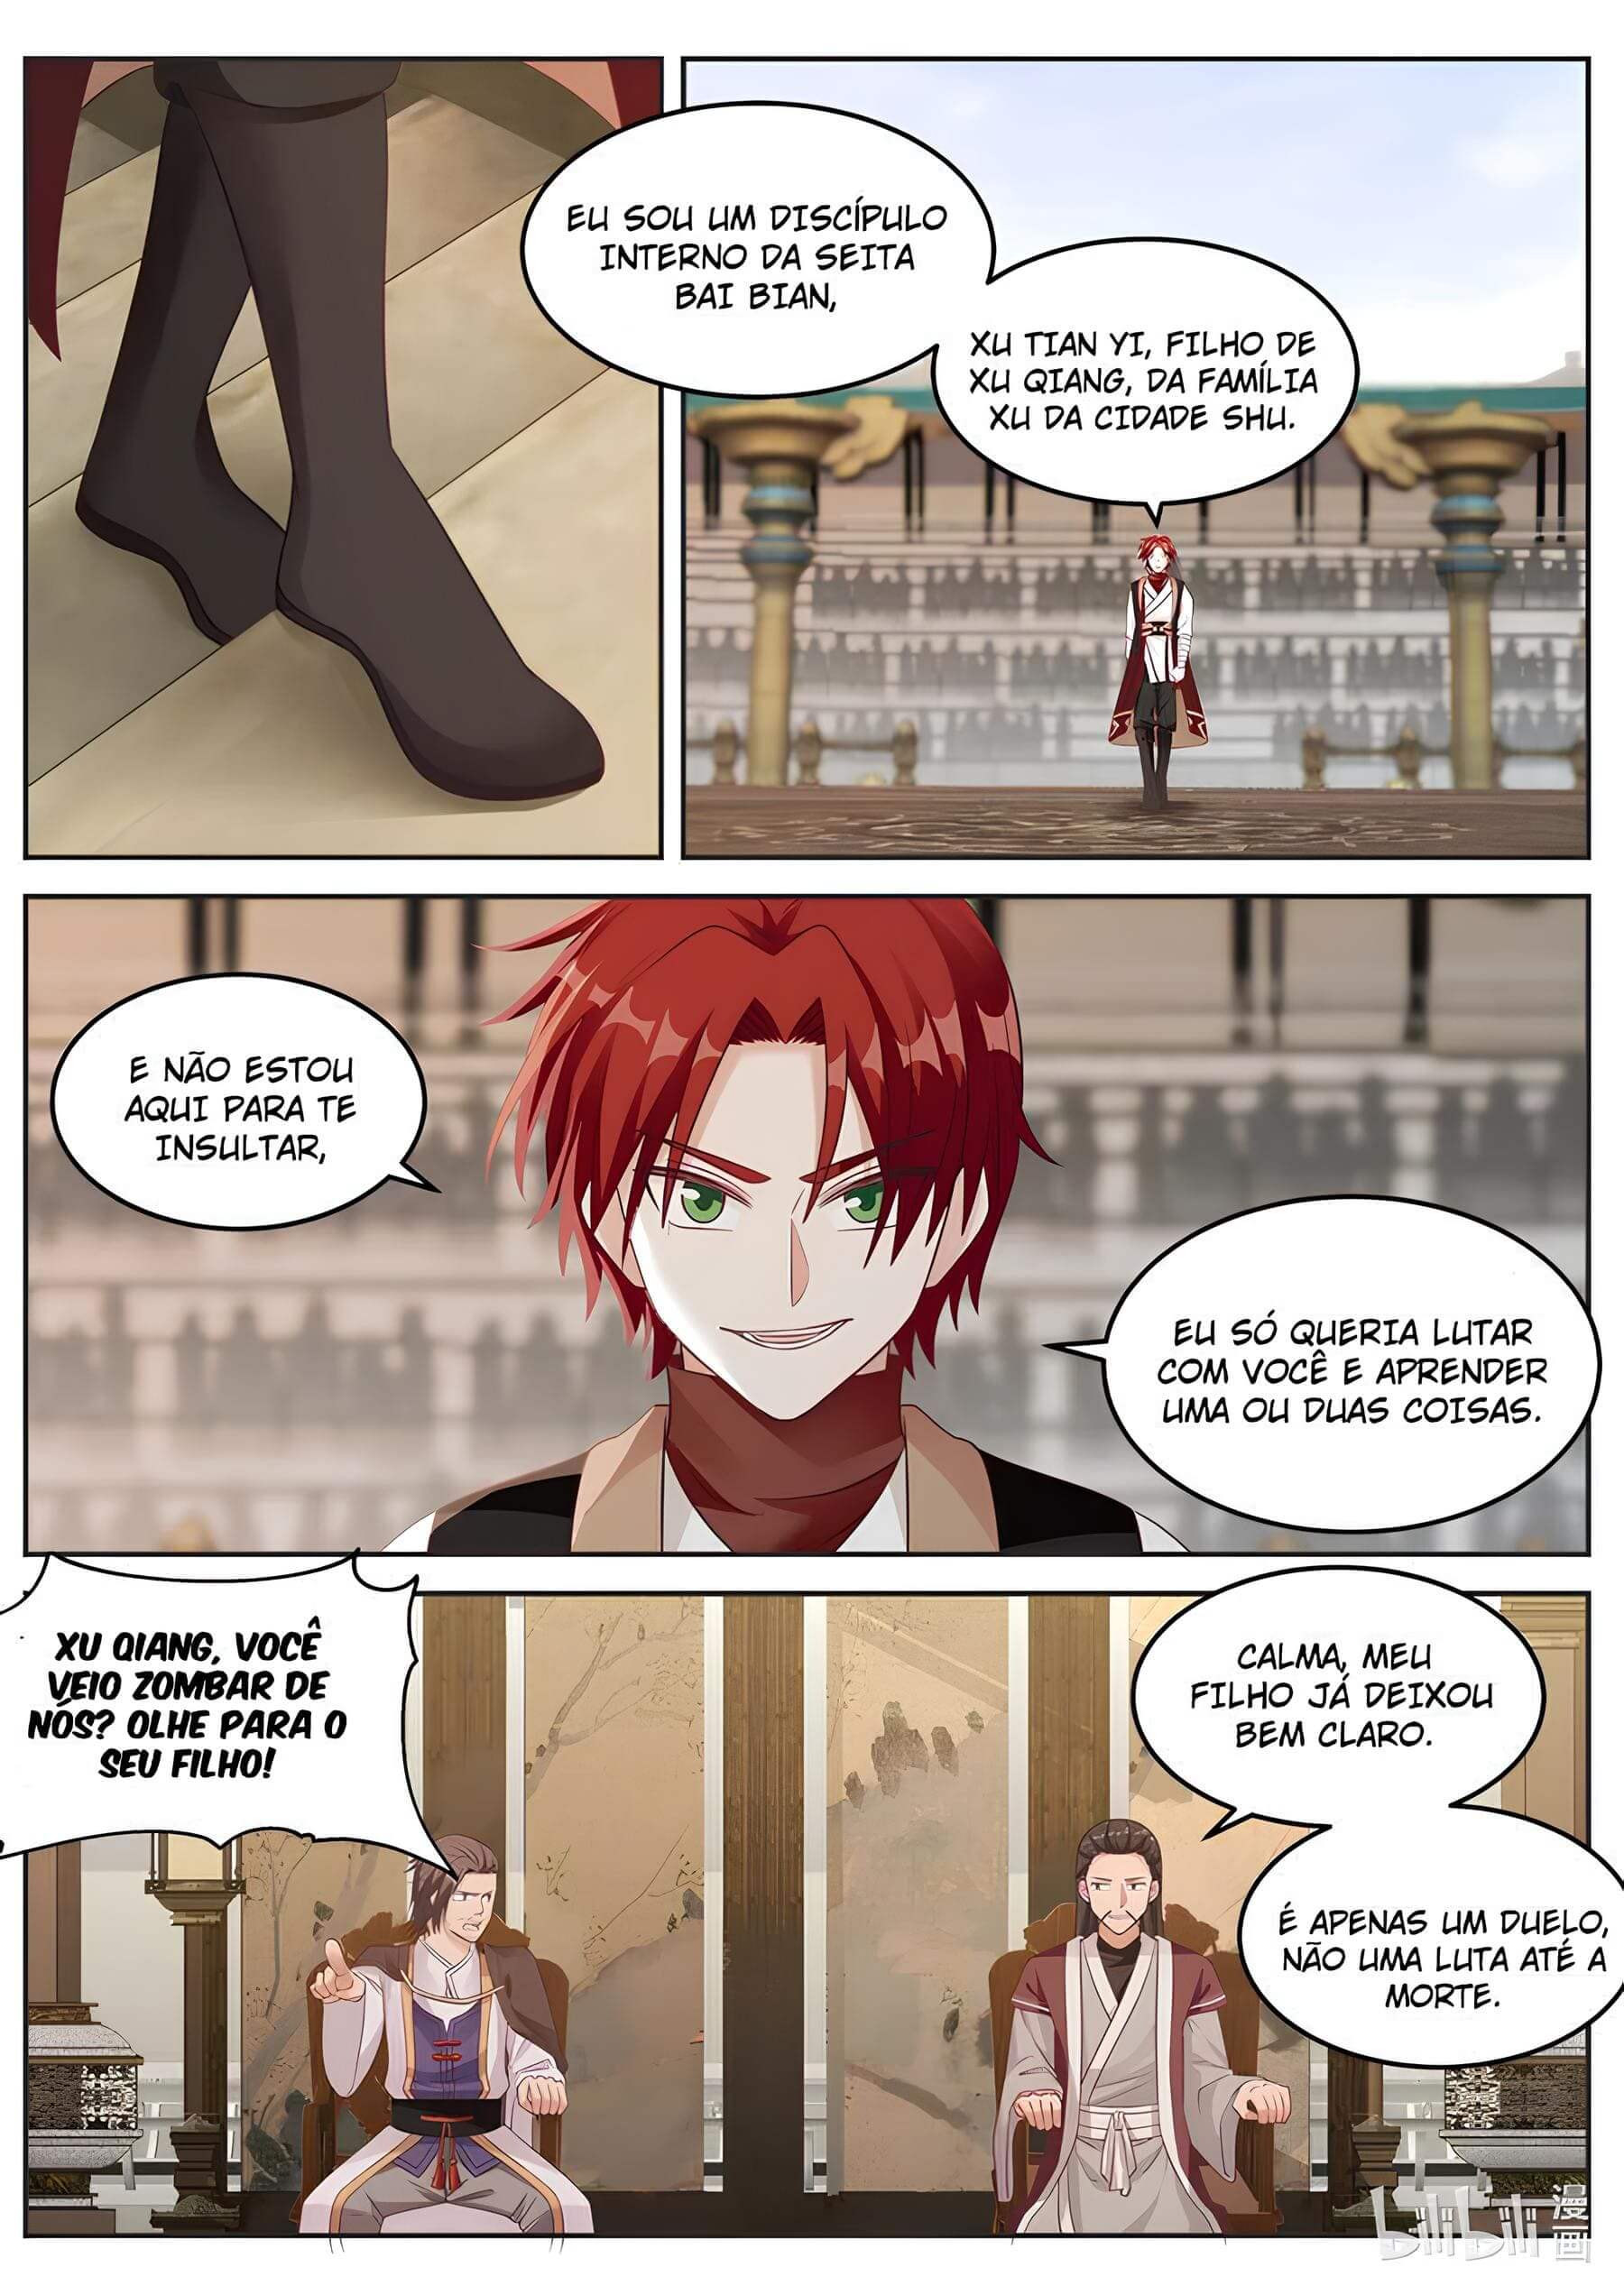 EU SOU UM DISCÍPULO
INTERNO DA SEITA
BAI BIAN,
XU TIAN YI, FILHO DE
XU QIANG, DA FAMÍLIA
XU DA CIDADE SHU.
E NÃO ESTOU
AQUI PARA TE
INSULTAR,
EU SÓ QUERIA LUTAR
COM VOCÊ E APRENDER
UMA OU DUAS COISAS.
XU QIANG, VOCÊ
VEIO ZOMBAR DE
NÓS? OLHE PARA O
SEU FILHO!
CALMA, MEU
FILHO JÁ DEIXOU
BEM CLARO.
É APENAS UM DUELO,
NÃO UMA LUTA ATÉ A
MORTE.
bilibili 漫画